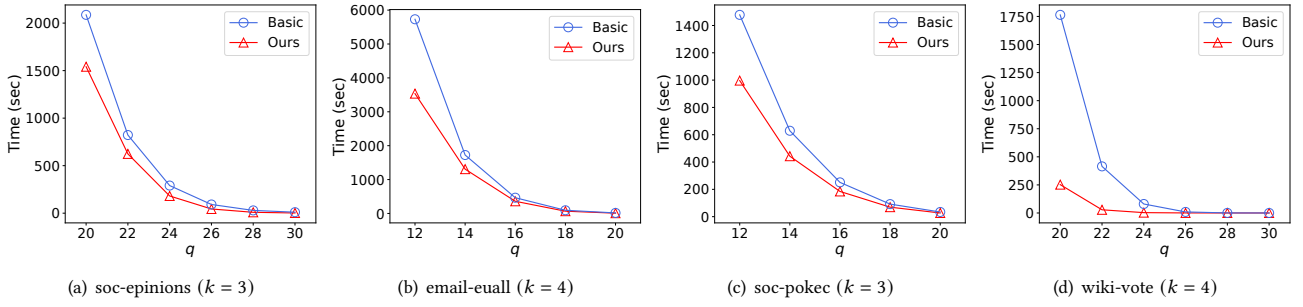 2000
1500
1000
500
0
Time (sec)
20 22 24 26 28 30
q
Basic
Ours
(a) soc-epinions (k = 3)
6000
5000
4000
3000
2000
1000
0
Time (sec)
12 14 16 18 20
q
Basic
Ours
(b) email-euall (k = 4)
1400
1200
1000
800
600
400
200
0
Time (sec)
12 14 16 18 20
q
Basic
Ours
(c) soc-pokec (k = 3)
1750
1500
1250
1000
750
500
250
0
Time (sec)
20 22 24 26 28 30
q
Basic
Ours
(d) wiki-vote (k = 4)